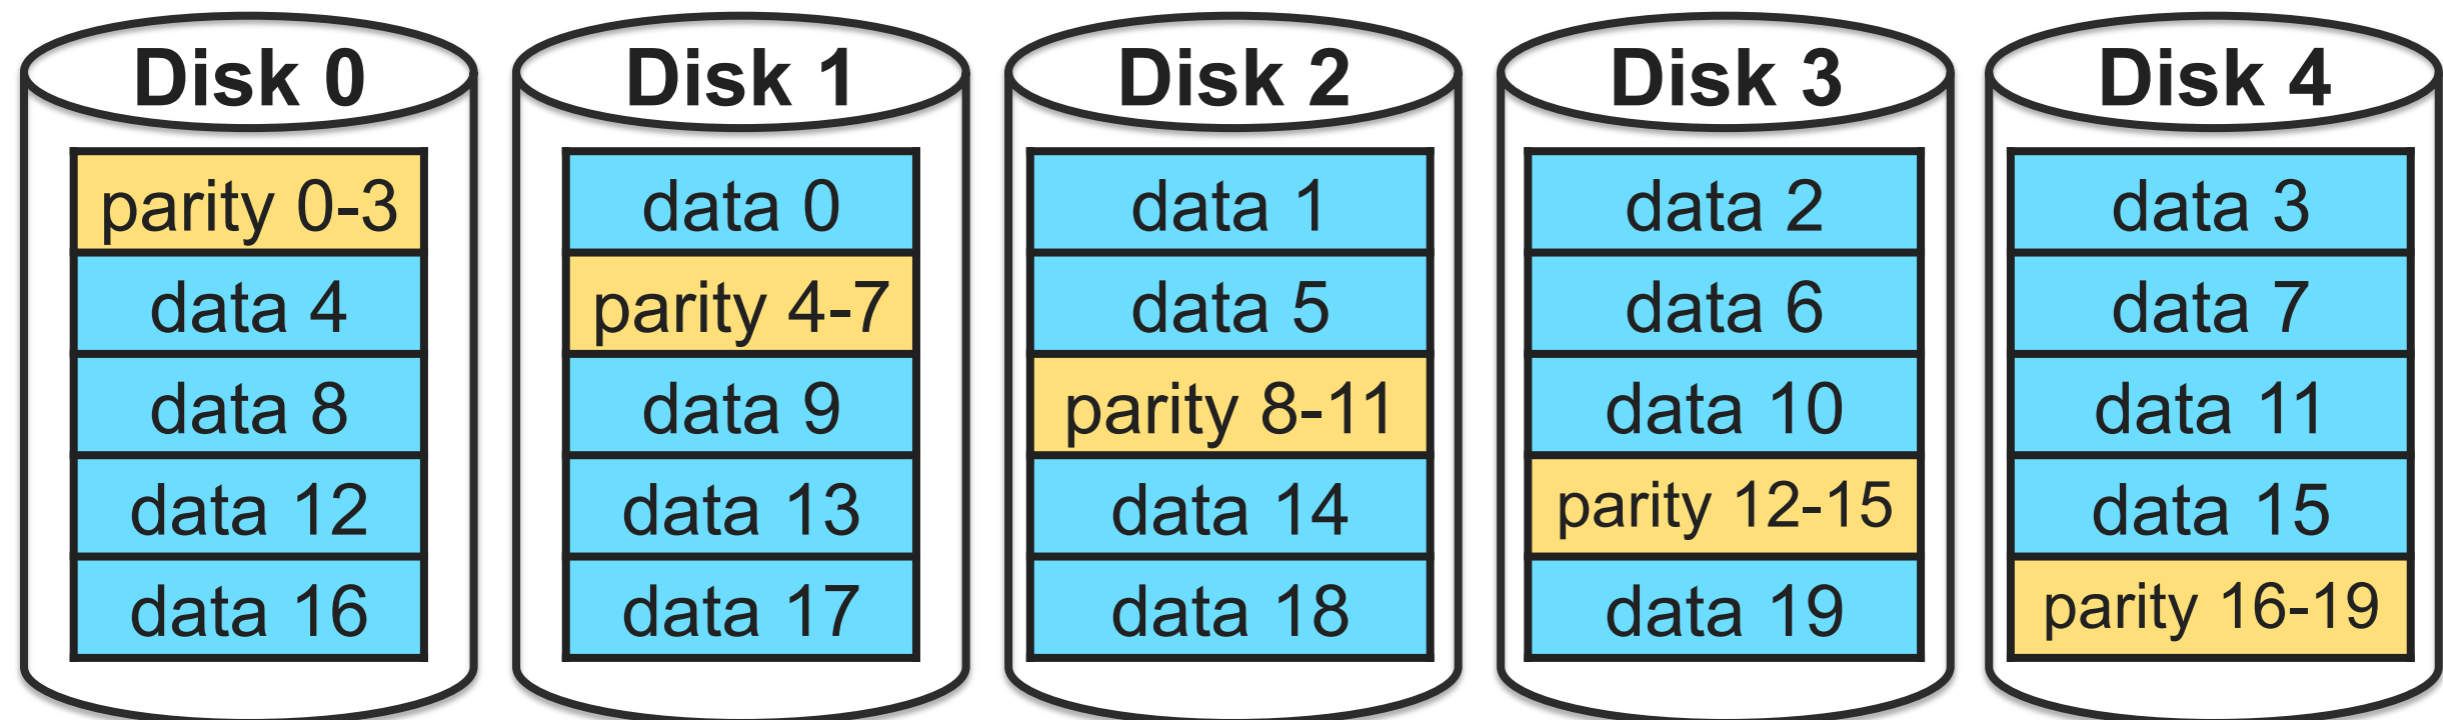 Disk 0 Disk 1 Disk 2 Disk 3 Disk 4
parity 0-3 data 0 data 1 data 2 data 3
data 4 parity 4-7 data 5 data 6 data 7
data 8 data 9 parity 8-11 data 10 data 11
data 12 data 13 data 14 parity 12-15 data 15
data 16 data 17 data 18 data 19 parity 16-19